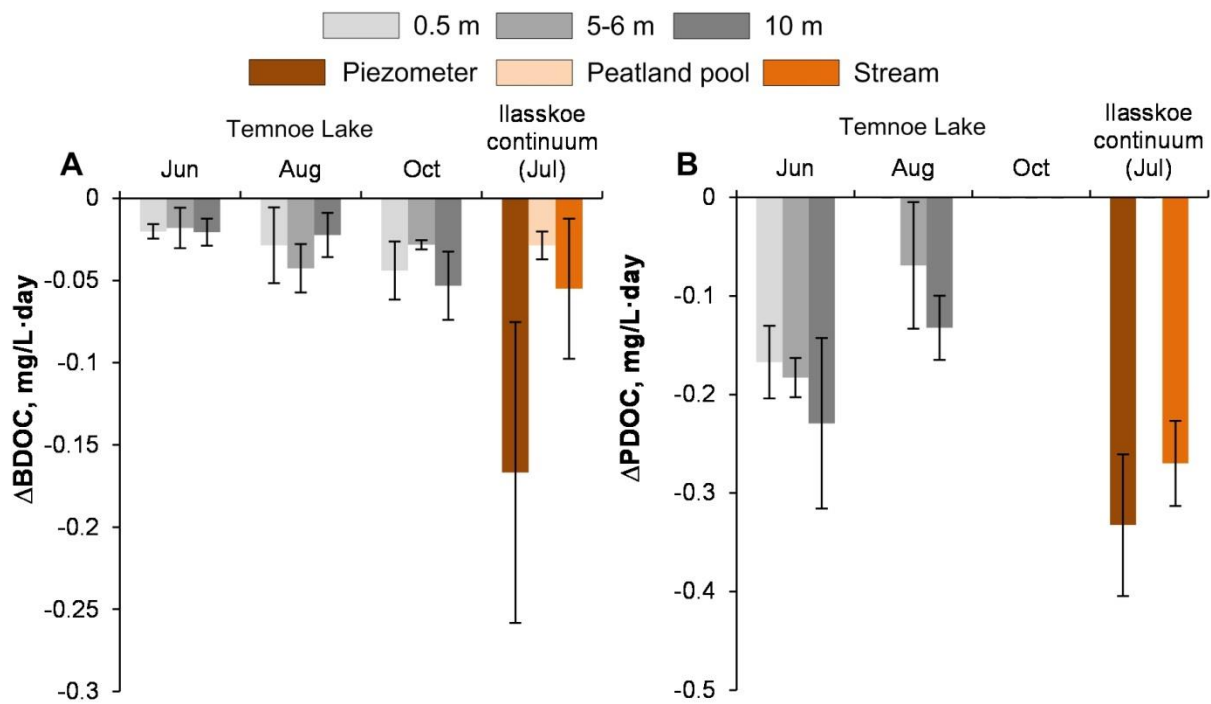 0.5 m 5-6 m 10 m
Piezometer Peatland pool Stream
A
Temnoe Lake
Ilasskoe
continuum
(Jul)
Jun Aug Oct
0
-0.05
-0.1
-0.15
-0.2
-0.25
-0.3
ΔBDOC, mg/L·day
B
Temnoe Lake
Ilasskoe
continuum
(Jul)
Jun Aug Oct
0
-0.1
-0.2
-0.3
-0.4
-0.5
ΔPDOC, mg/L·day